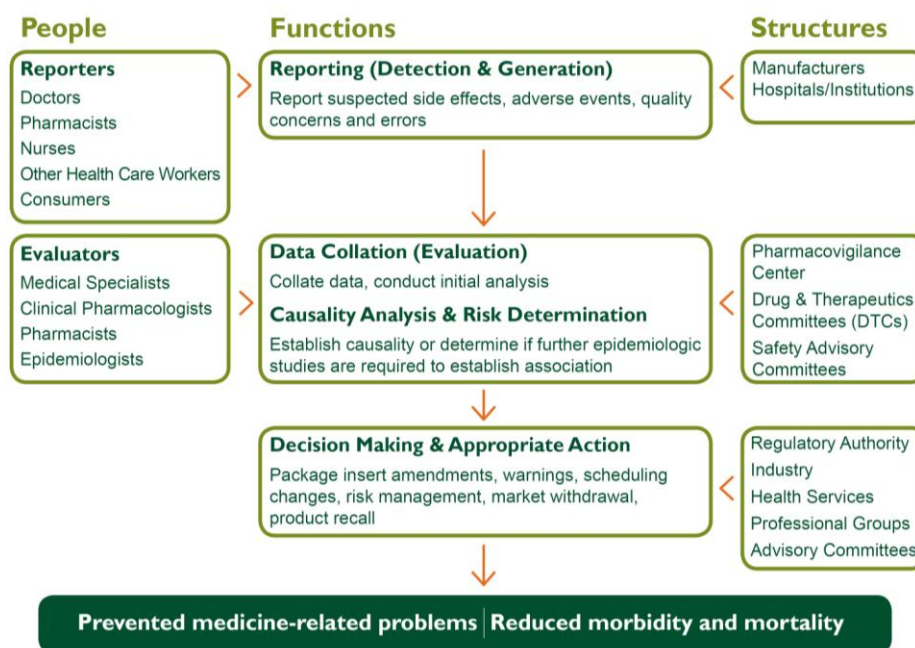 People
Reporters
Doctors
Pharmacists
Nurses
Other Health Care Workers
Consumers
Evaluators
Medical Specialists
Clinical Pharmacologists
Pharmacists
Epidemiologists
Functions
Reporting (Detection & Generation)
Report suspected side effects, adverse events, quality
concerns and errors
Data Collation (Evaluation)
Collate data, conduct initial analysis
Causality Analysis & Risk Determination
Establish causality or determine if further epidemiologic
studies are required to establish association
Decision Making & Appropriate Action
Package insert amendments, warnings, scheduling
changes, risk management, market withdrawal,
product recall
Structures
Manufacturers
Hospitals/Institutions
Pharmacovigilance
Center
Drug & Therapeutics
Committees (DTCs)
Safety Advisory
Committees
Regulatory Authority
Industry
Health Services
Professional Groups
Advisory Committees
Prevented medicine-related problems | Reduced morbidity and mortality